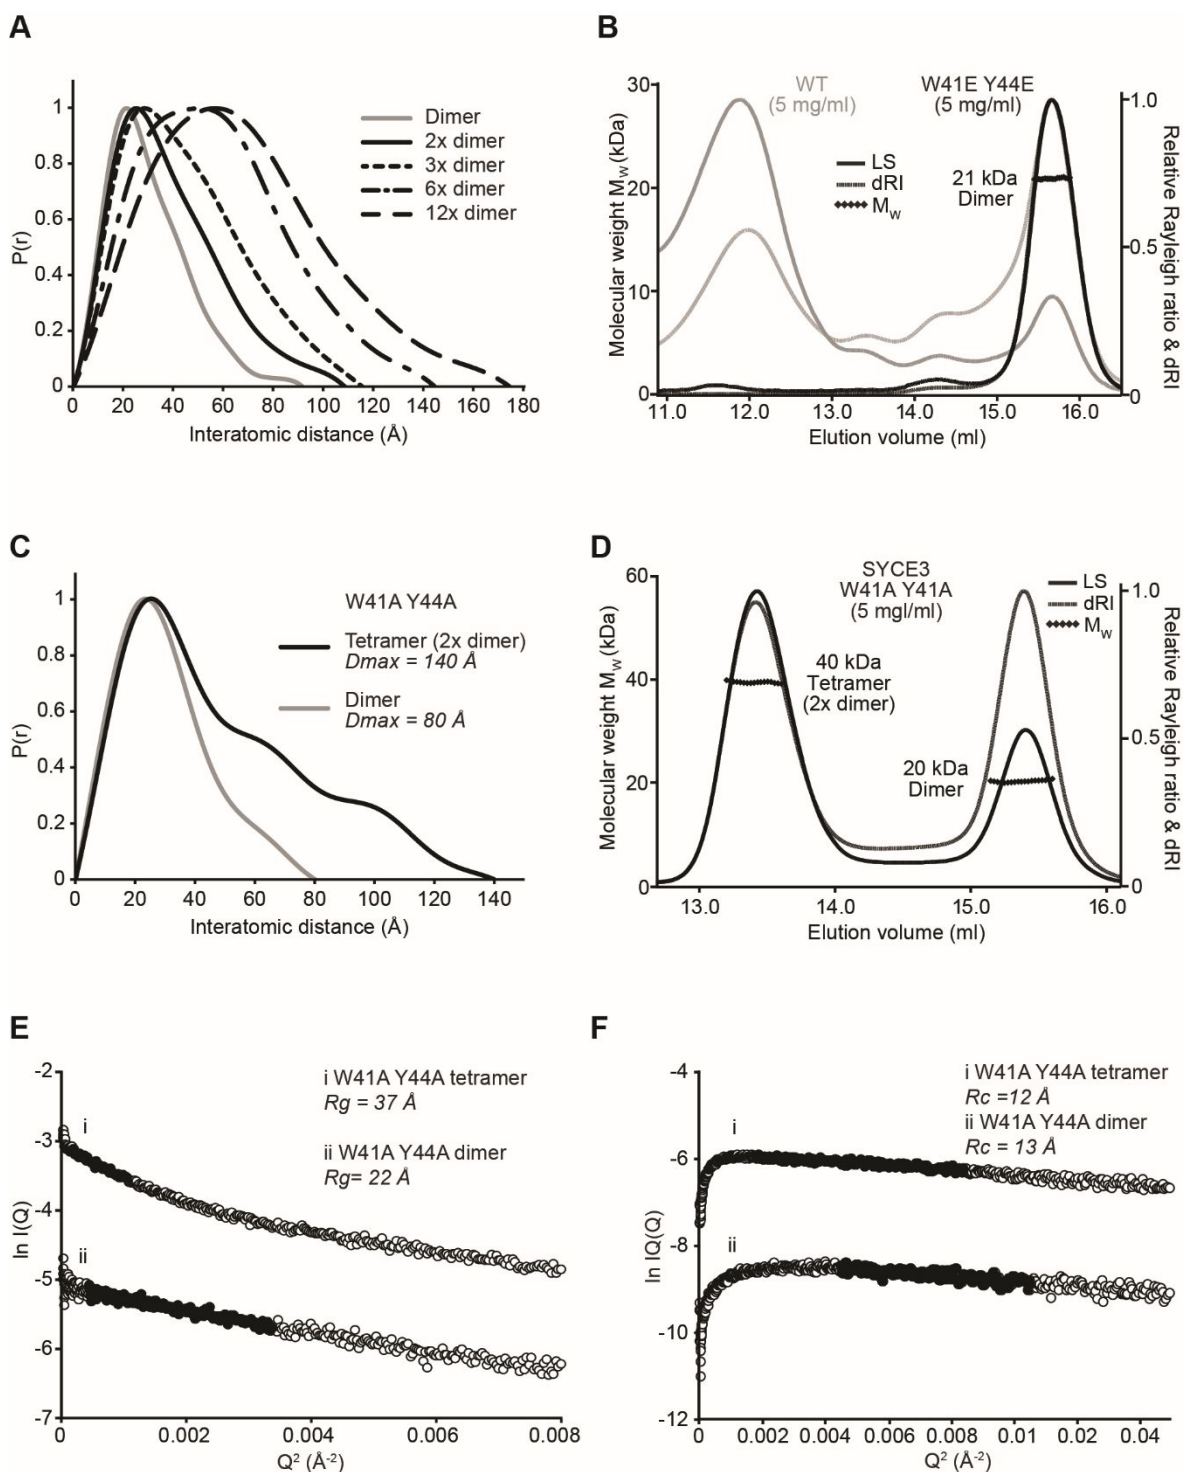 A
P(r)
1
0.8
0.6
0.4
0.2
0
0 20 40 60 80 100 120 140 160 180
Interatomic distance (Å)
Dimer
2x dimer
3x dimer
6x dimer
12x dimer
B
Molecular weight Mw (kDa)
30
20
10
0
WT
(5 mg/ml)
W41E Y44E
(5 mg/ml)
LS
dRI
Mw
21 kDa
Dimer
1.0
0.5
0
Relative Rayleigh ratio & dRI
11.0 12.0 13.0 14.0 15.0 16.0
Elution volume (ml)
C
P(r)
1
0.8
0.6
0.4
0.2
0
0 20 40 60 80 100 120 140
Interatomic distance (Å)
W41A Y44A
Tetramer (2x dimer)
Dmax = 140 Å
Dimer
Dmax = 80 Å
D
Molecular weight Mw (kDa)
60
40
20
0
SYCE3
W41A Y41A
(5 mgl/ml)
LS
dRI
Mw
40 kDa
Tetramer
(2x dimer)
20 kDa
Dimer
1.0
0.5
0
Relative Rayleigh ratio & dRI
13.0 14.0 15.0 16.0
Elution volume (ml)
E
ln I(Q)
-2
-3
-4
-5
-6
-7
i W41A Y44A tetramer
Rg = 37 Å
ii W41A Y44A dimer
Rg= 22 Å
i
ii
0 0.002 0.004 0.006 0.008
Q² (Å⁻²)
F
ln IQ(Q)
-4
-6
-8
-10
-12
i W41A Y44A tetramer
Rc =12 Å
ii W41A Y44A dimer
Rc = 13 Å
i
ii
0 0.002 0.004 0.006 0.008 0.01 0.02 0.04
Q² (Å⁻²)